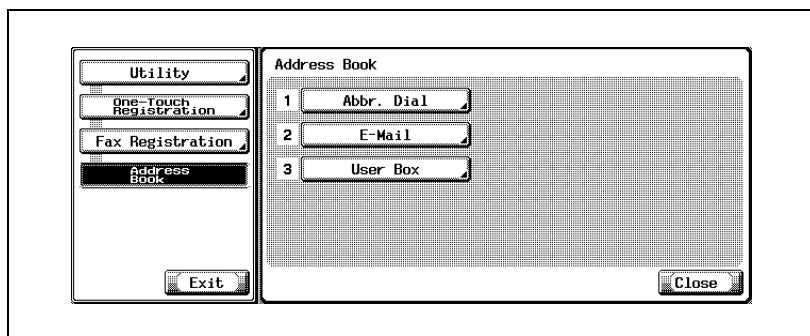 Utility
One-Touch
Registration
Fax Registration
Address
Book
Exit
Address Book
1 Abbr. Dial
2 E-Mail
3 User Box
Close